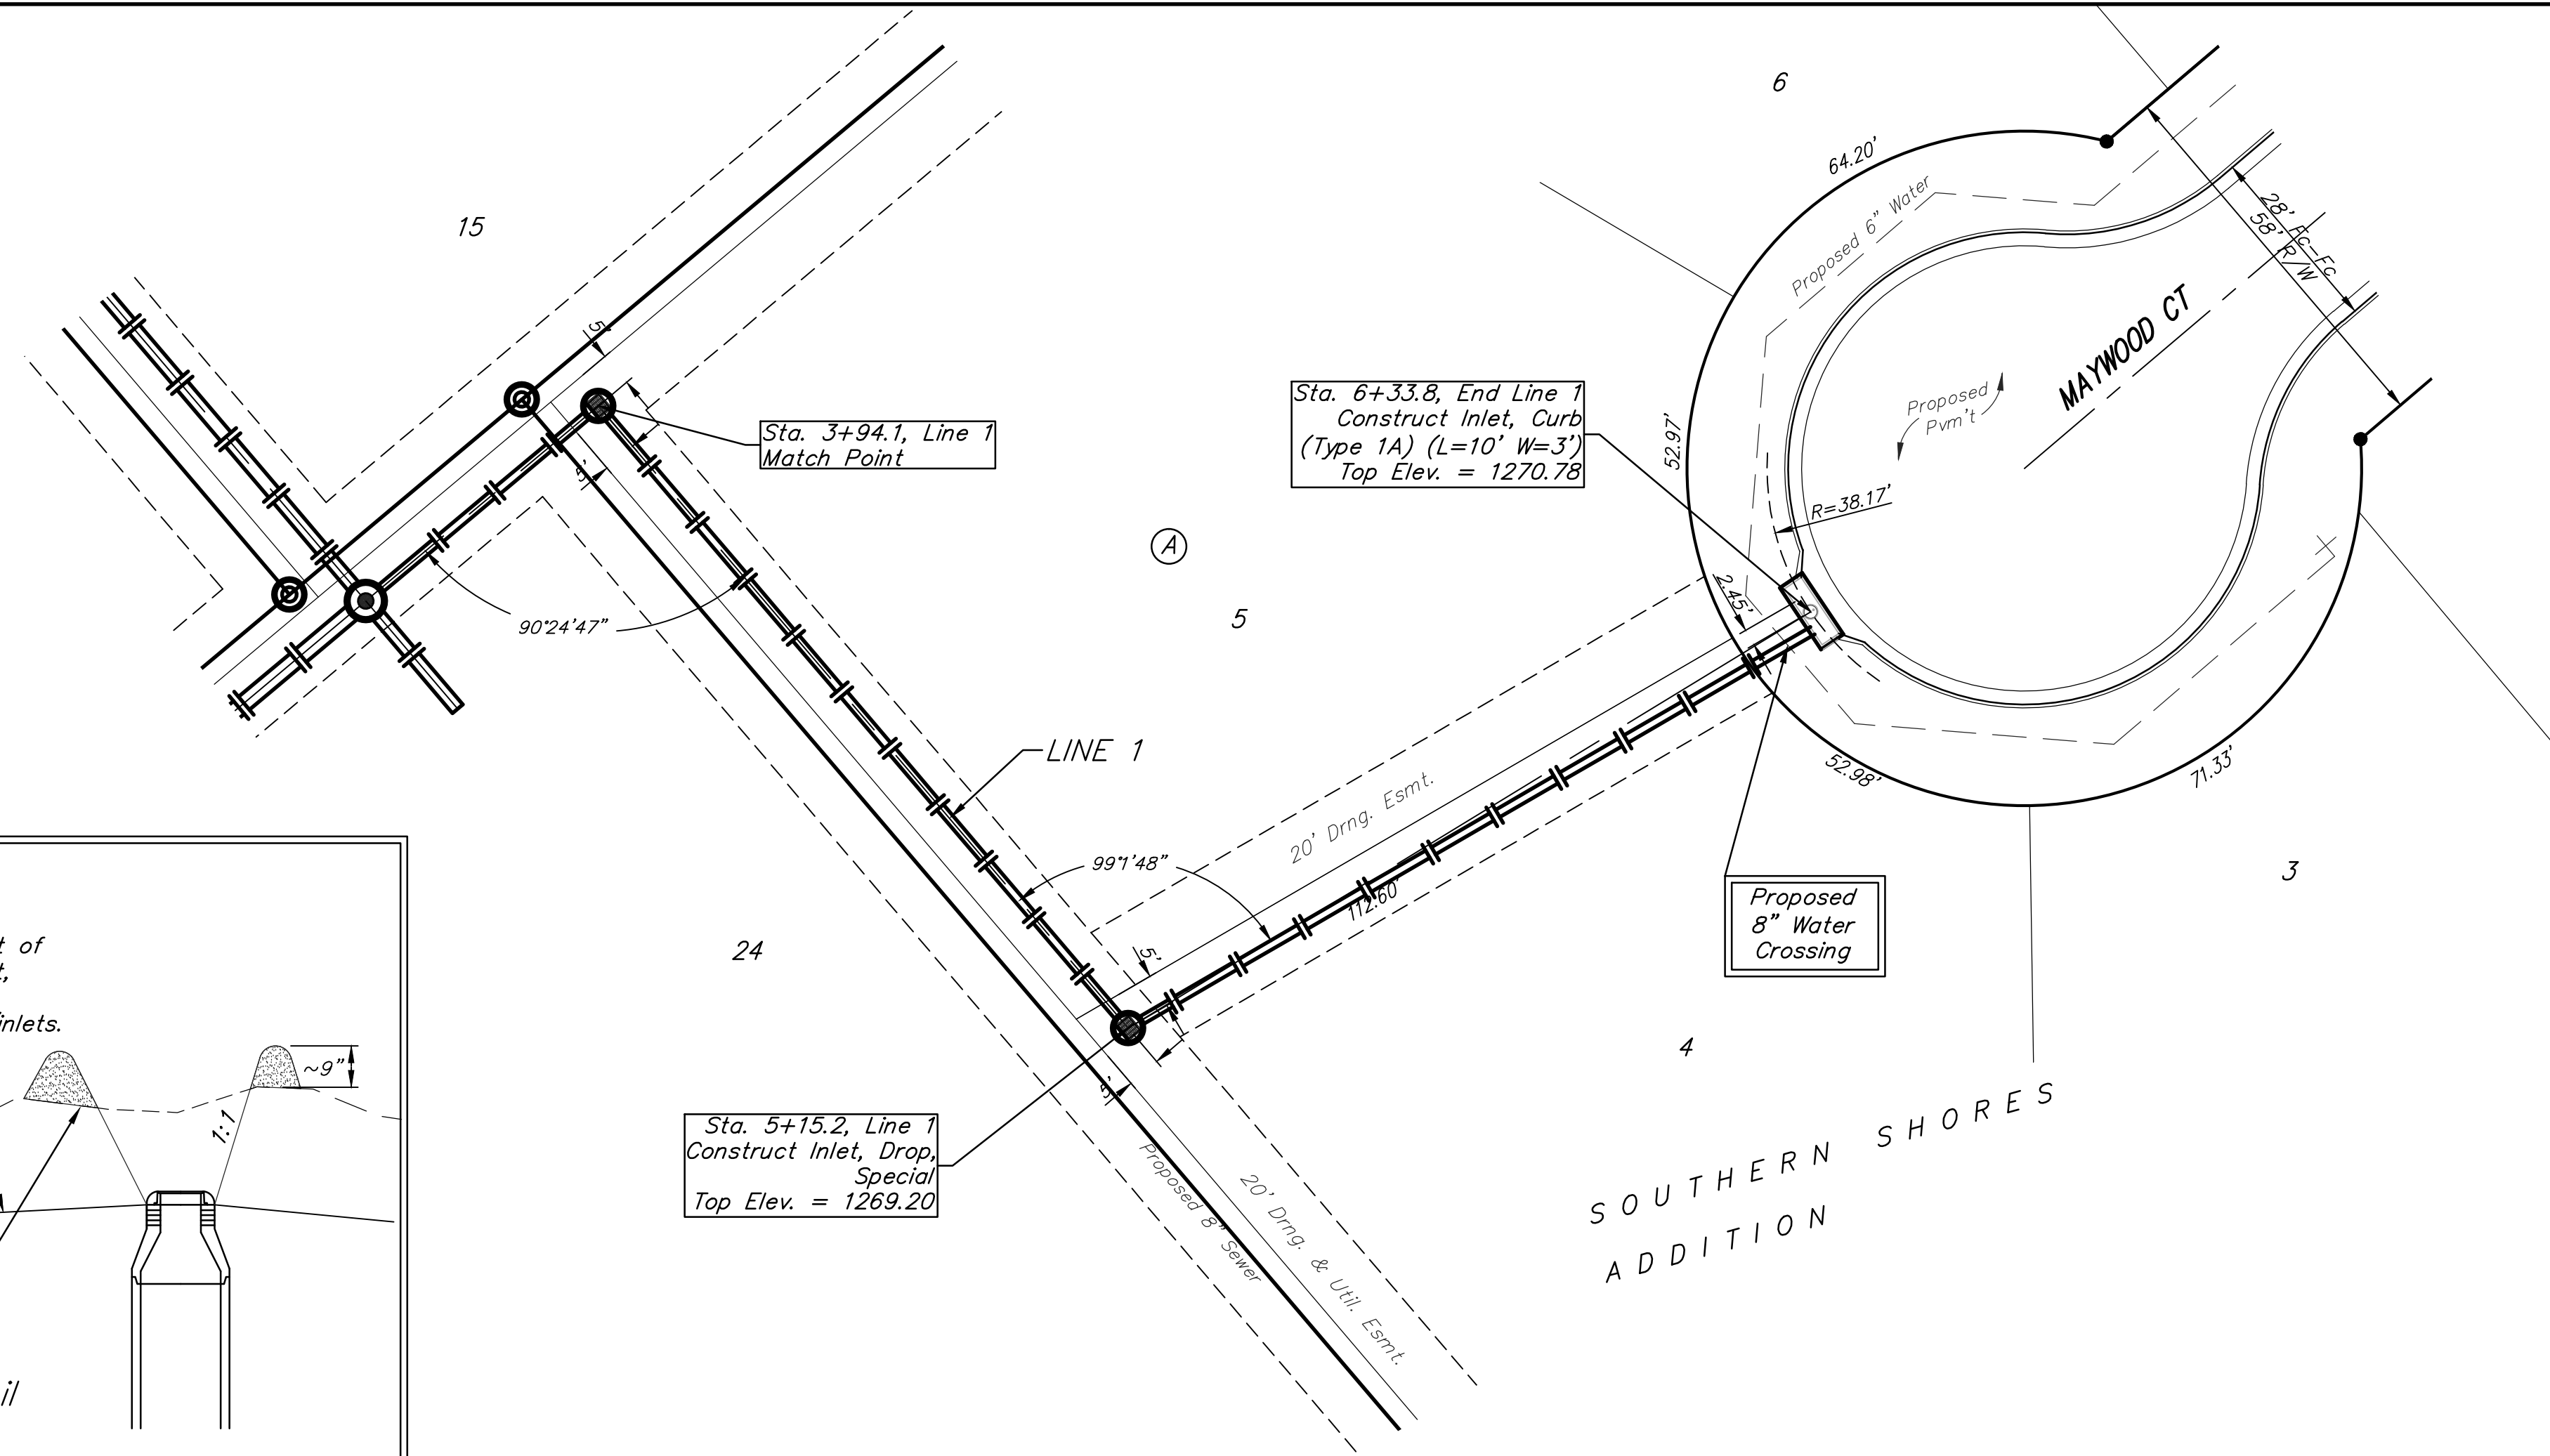 6
64.20'
Proposed 6" Water
28' Fc-Fc
58' R/W
15
MAYWOOD CT
5'
Sta. 6+33.8, End Line 1
Construct Inlet, Curb
(Type 1A) (L=10' W=3')
Top Elev. = 1270.78
Proposed
Pvm't
Sta. 3+94.1, Line 1
Match Point
52.97'
5'
R=38.17'
A
2.45'
90°24'47"
5
LINE 1
20' Drng. Esmt.
52.98'
71.33'
99°1'48"
112.60'
3
Proposed
8" Water
Crossing
24
5'
t of
t,
inlets.
~9"
4
1:1
5'
SOUTHERN SHORES
ADDITION
Sta. 5+15.2, Line 1
Construct Inlet, Drop,
Special
Top Elev. = 1269.20
Proposed 8" Sewer
20' Drng. & Util. Esmt.
il